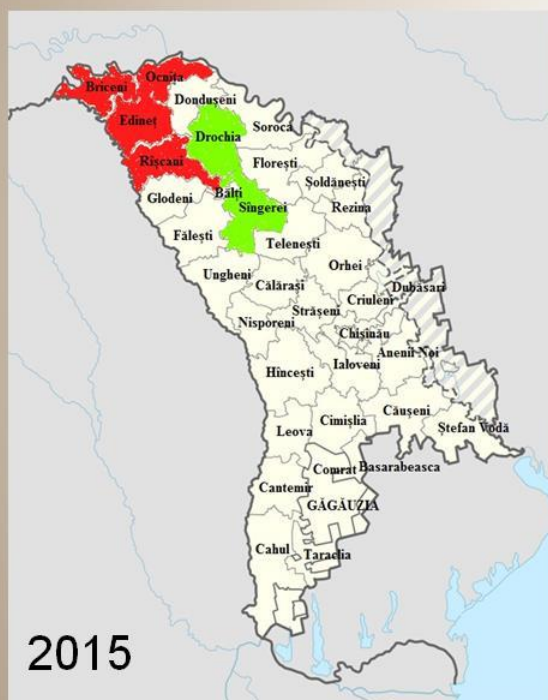 Ocnița
Briceni
Dondușeni
Edineț
Soroca
Drochia
Rîșcani
Florești
Șoldănești
Bălți
Glodeni
Sîngerei
Rezina
Fălești
Telenești
Orhei
Ungheni
Călărași
Dubăsari
Criuleni
Strășeni
Nisporeni
Chișinău
Anenii Noi
Ialoveni
Hîncești
Căușeni
Cimișlia
Leova
Ștefan Vodă
Comrat
Basarabeasca
Cantemir
GĂGĂUZIA
Cahul
Taraclia
2015